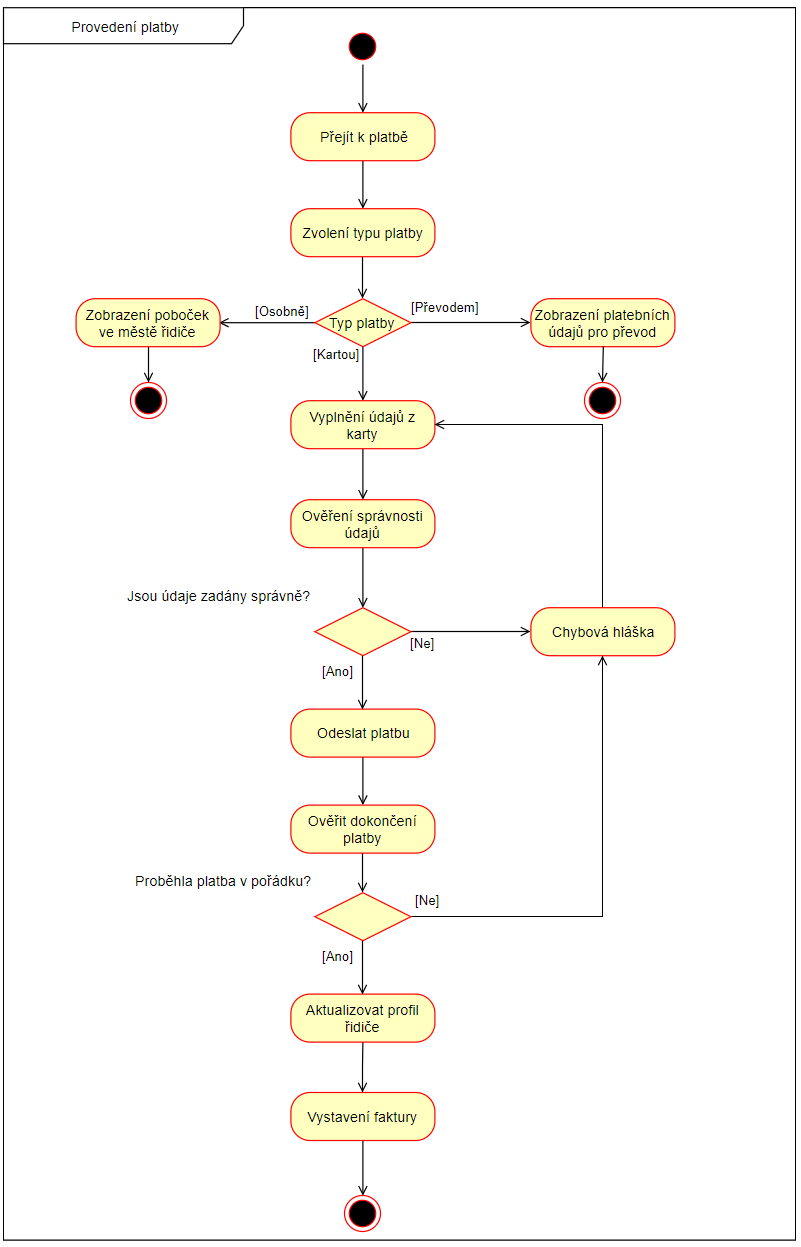 Provedení platby
Přejít k platbě
Zvolení typu platby
[Osobně]
[Převodem]
Zobrazení poboček
ve městě řidiče
Typ platby
Zobrazení platebních
údajů pro převod
[Kartou]
Vyplnění údajů z
karty
Ověření správnosti
údajů
Jsou údaje zadány správně?
[Ne]
Chybová hláška
[Ano]
Odeslat platbu
Ověřit dokončení
platby
Proběhla platba v pořádku?
[Ne]
[Ano]
Aktualizovat profil
řidiče
Vystavení faktury